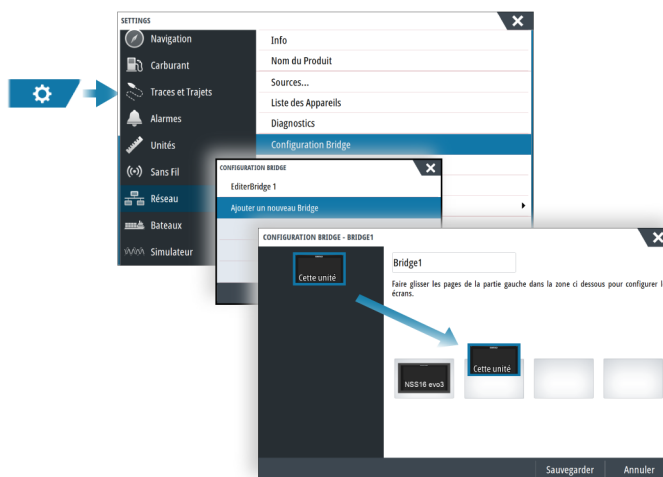 SETTINGS
Navigation
Carburant
Traces et Trajets
Alarmes
Unités
Sans Fil
Réseau
Bateaux
Simulateur
Info
Nom du Produit
Sources...
Liste des Appareils
Diagnostics
Configuration Bridge
CONFIGURATION BRIDGE
EditerBridge 1
Ajouter un nouveau Bridge
CONFIGURATION BRIDGE - BRIDGE1
Cette unité
Bridge1
Faire glisser les pages de la partie gauche dans la zone ci dessous pour configurer l
écrans.
NSS16 evo3
Cette unité
Sauvegarder
Annuler